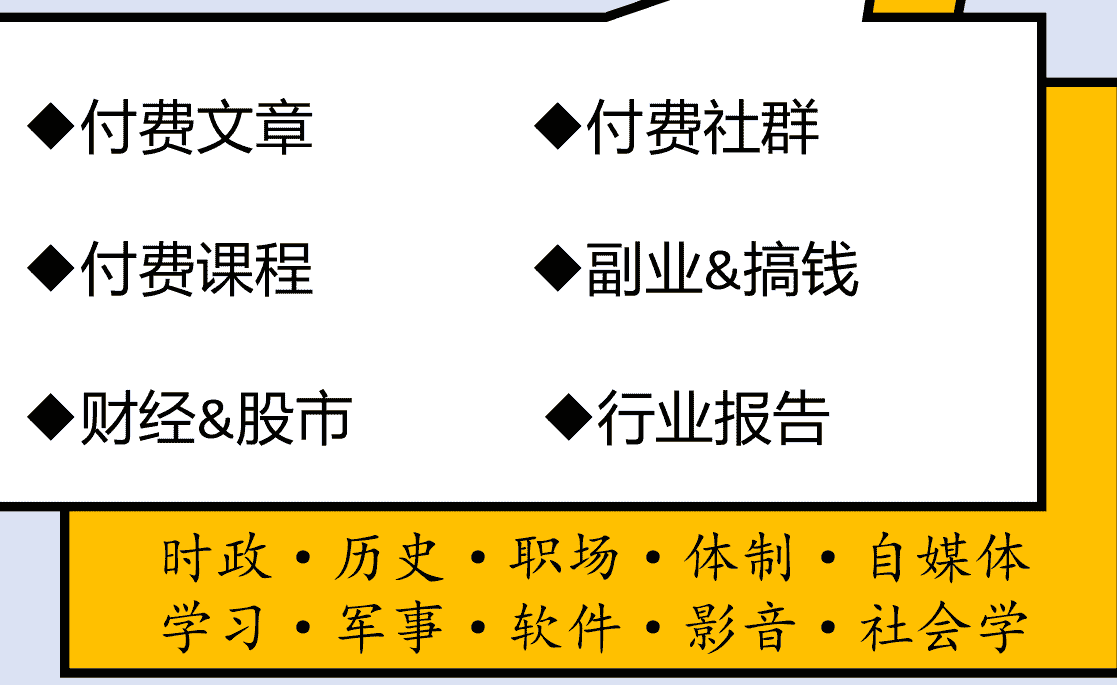 ◆付费文章 ◆付费社群
◆付费课程 ◆副业&搞钱
◆财经&股市 ◆行业报告
时政·历史·职场·体制·自媒体
学习·军事·软件·影音·社会学